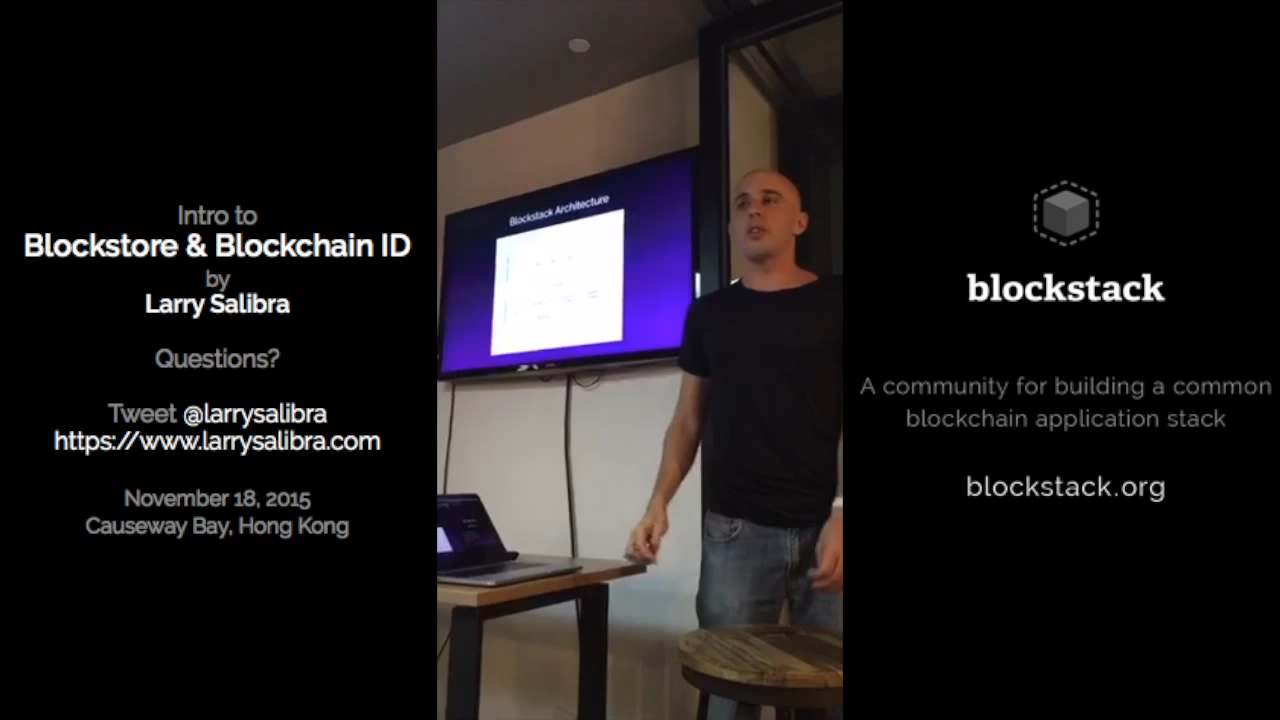 Intro to
Blockstore & Blockchain ID
by
Larry Salibra
Questions?
Tweet @larrysalibra
https://www.larrysalibra.com
November 18, 2015
Causeway Bay, Hong Kong
Blockstack Architecture
blockstack
A community for building a common
blockchain application stack
blockstack.org